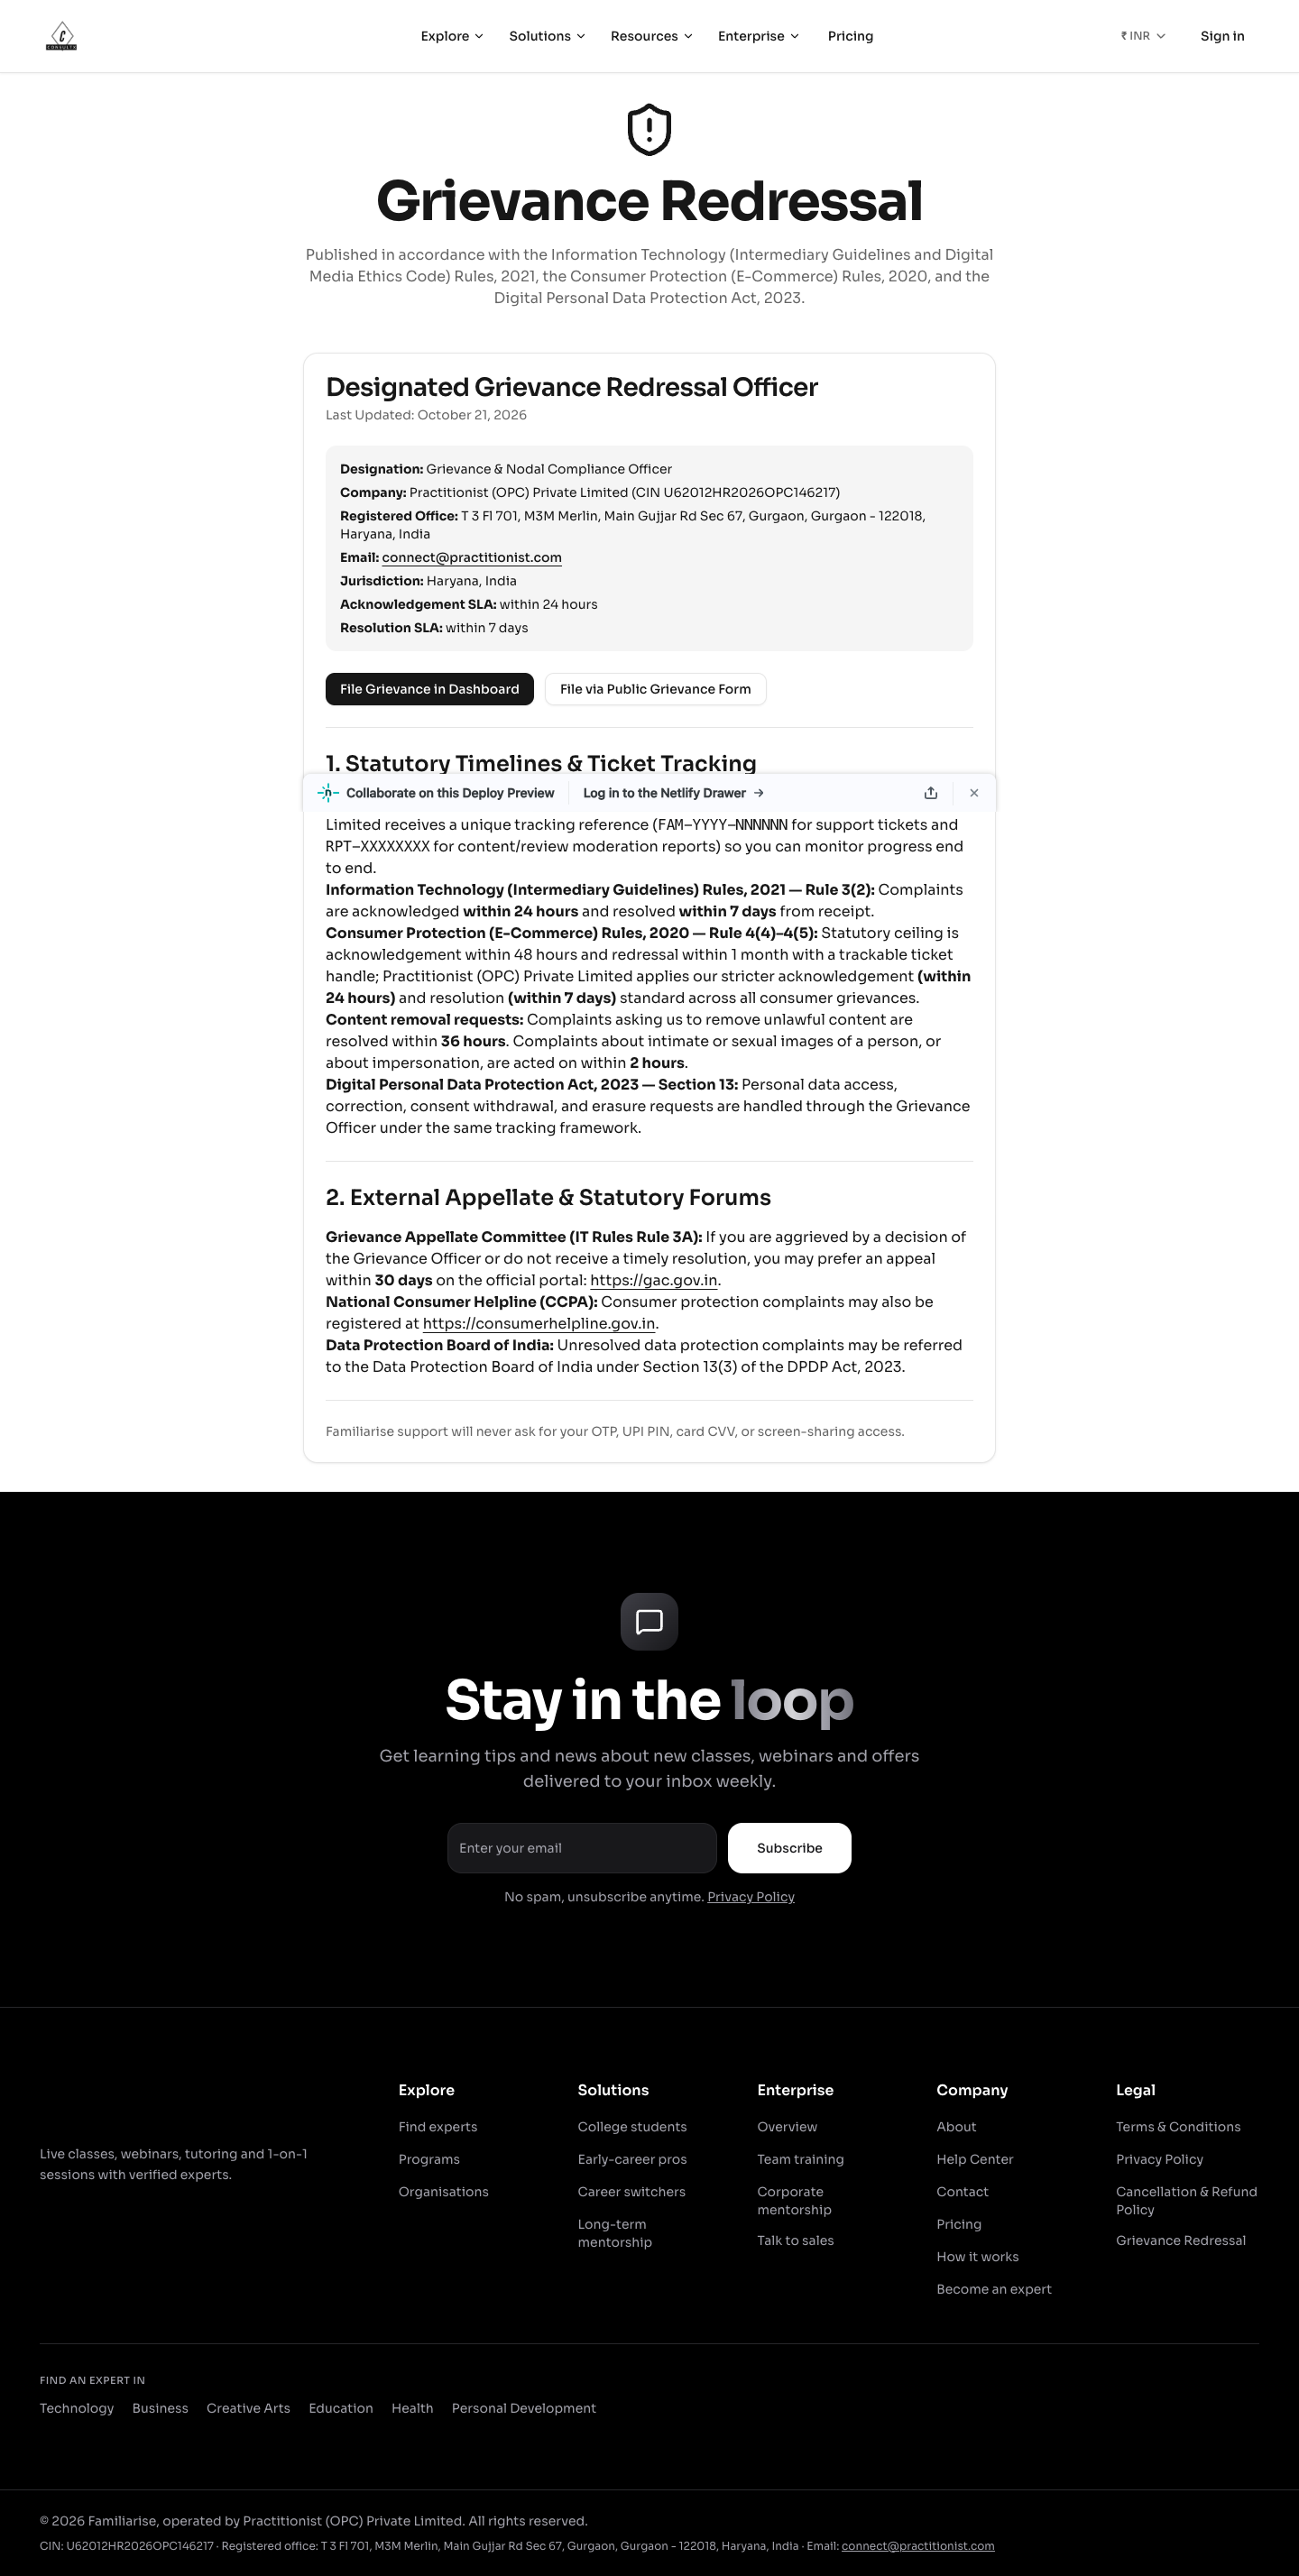 C
CONSULTX
Explore
Solutions
Resources
Enterprise
Pricing
₹ INR
Sign in
Grievance Redressal
Published in accordance with the Information Technology (Intermediary Guidelines and Digital
Media Ethics Code) Rules, 2021, the Consumer Protection (E-Commerce) Rules, 2020, and the
Digital Personal Data Protection Act, 2023.
Designated Grievance Redressal Officer
Last Updated: October 21, 2026
Designation: Grievance & Nodal Compliance Officer
Company: Practitionist (OPC) Private Limited (CIN U62012HR2026OPC146217)
Registered Office: T 3 Fl 701, M3M Merlin, Main Gujjar Rd Sec 67, Gurgaon, Gurgaon - 122018,
Haryana, India
Email: connect@practitionist.com
Jurisdiction: Haryana, India
Acknowledgement SLA: within 24 hours
Resolution SLA: within 7 days
File Grievance in Dashboard
File via Public Grievance Form
1. Statutory Timelines & Ticket Tracking
Collaborate on this Deploy Preview
Log in to the Netlify Drawer →
Limited receives a unique tracking reference (FAM-YYYY-NNNNNN for support tickets and
RPT-XXXXXXXX for content/review moderation reports) so you can monitor progress end
to end.
Information Technology (Intermediary Guidelines) Rules, 2021 — Rule 3(2): Complaints
are acknowledged within 24 hours and resolved within 7 days from receipt.
Consumer Protection (E-Commerce) Rules, 2020 — Rule 4(4)–4(5): Statutory ceiling is
acknowledgement within 48 hours and redressal within 1 month with a trackable ticket
handle; Practitionist (OPC) Private Limited applies our stricter acknowledgement (within
24 hours) and resolution (within 7 days) standard across all consumer grievances.
Content removal requests: Complaints asking us to remove unlawful content are
resolved within 36 hours. Complaints about intimate or sexual images of a person, or
about impersonation, are acted on within 2 hours.
Digital Personal Data Protection Act, 2023 — Section 13: Personal data access,
correction, consent withdrawal, and erasure requests are handled through the Grievance
Officer under the same tracking framework.
2. External Appellate & Statutory Forums
Grievance Appellate Committee (IT Rules Rule 3A): If you are aggrieved by a decision of
the Grievance Officer or do not receive a timely resolution, you may prefer an appeal
within 30 days on the official portal: https://gac.gov.in.
National Consumer Helpline (CCPA): Consumer protection complaints may also be
registered at https://consumerhelpline.gov.in.
Data Protection Board of India: Unresolved data protection complaints may be referred
to the Data Protection Board of India under Section 13(3) of the DPDP Act, 2023.
Familiarise support will never ask for your OTP, UPI PIN, card CVV, or screen-sharing access.
Stay in the loop
Get learning tips and news about new classes, webinars and offers
delivered to your inbox weekly.
Enter your email
Subscribe
No spam, unsubscribe anytime. Privacy Policy
Live classes, webinars, tutoring and 1-on-1
sessions with verified experts.
Explore
Find experts
Programs
Organisations
Solutions
College students
Early-career pros
Career switchers
Long-term
mentorship
Enterprise
Overview
Team training
Corporate
mentorship
Talk to sales
Company
About
Help Center
Contact
Pricing
How it works
Become an expert
Legal
Terms & Conditions
Privacy Policy
Cancellation & Refund
Policy
Grievance Redressal
FIND AN EXPERT IN
Technology
Business
Creative Arts
Education
Health
Personal Development
© 2026 Familiarise, operated by Practitionist (OPC) Private Limited. All rights reserved.
CIN: U62012HR2026OPC146217 · Registered office: T 3 Fl 701, M3M Merlin, Main Gujjar Rd Sec 67, Gurgaon, Gurgaon - 122018, Haryana, India · Email: connect@practitionist.com